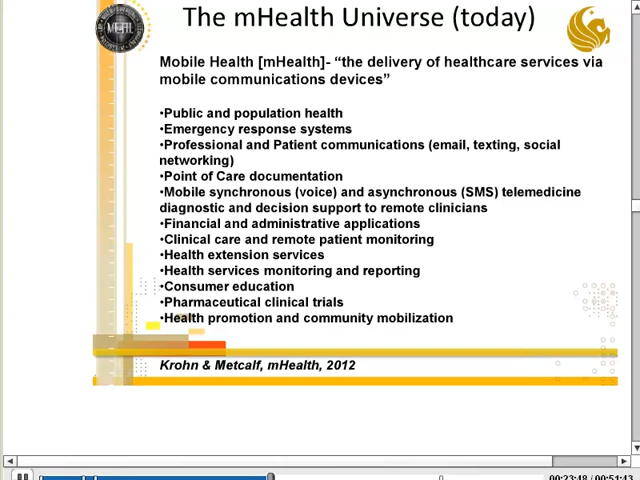 The mHealth Universe (today)
Mobile Health [mHealth]- “the delivery of healthcare services via
mobile communications devices”
•Public and population health
•Emergency response systems
•Professional and Patient communications (email, texting, social
networking)
•Point of Care documentation
•Mobile synchronous (voice) and asynchronous (SMS) telemedicine
diagnostic and decision support to remote clinicians
•Financial and administrative applications
•Clinical care and remote patient monitoring
•Health extension services
•Health services monitoring and reporting
•Consumer education
•Pharmaceutical clinical trials
•Health promotion and community mobilization
Krohn & Metcalf, mHealth, 2012
00:23:48 / 00:51:43